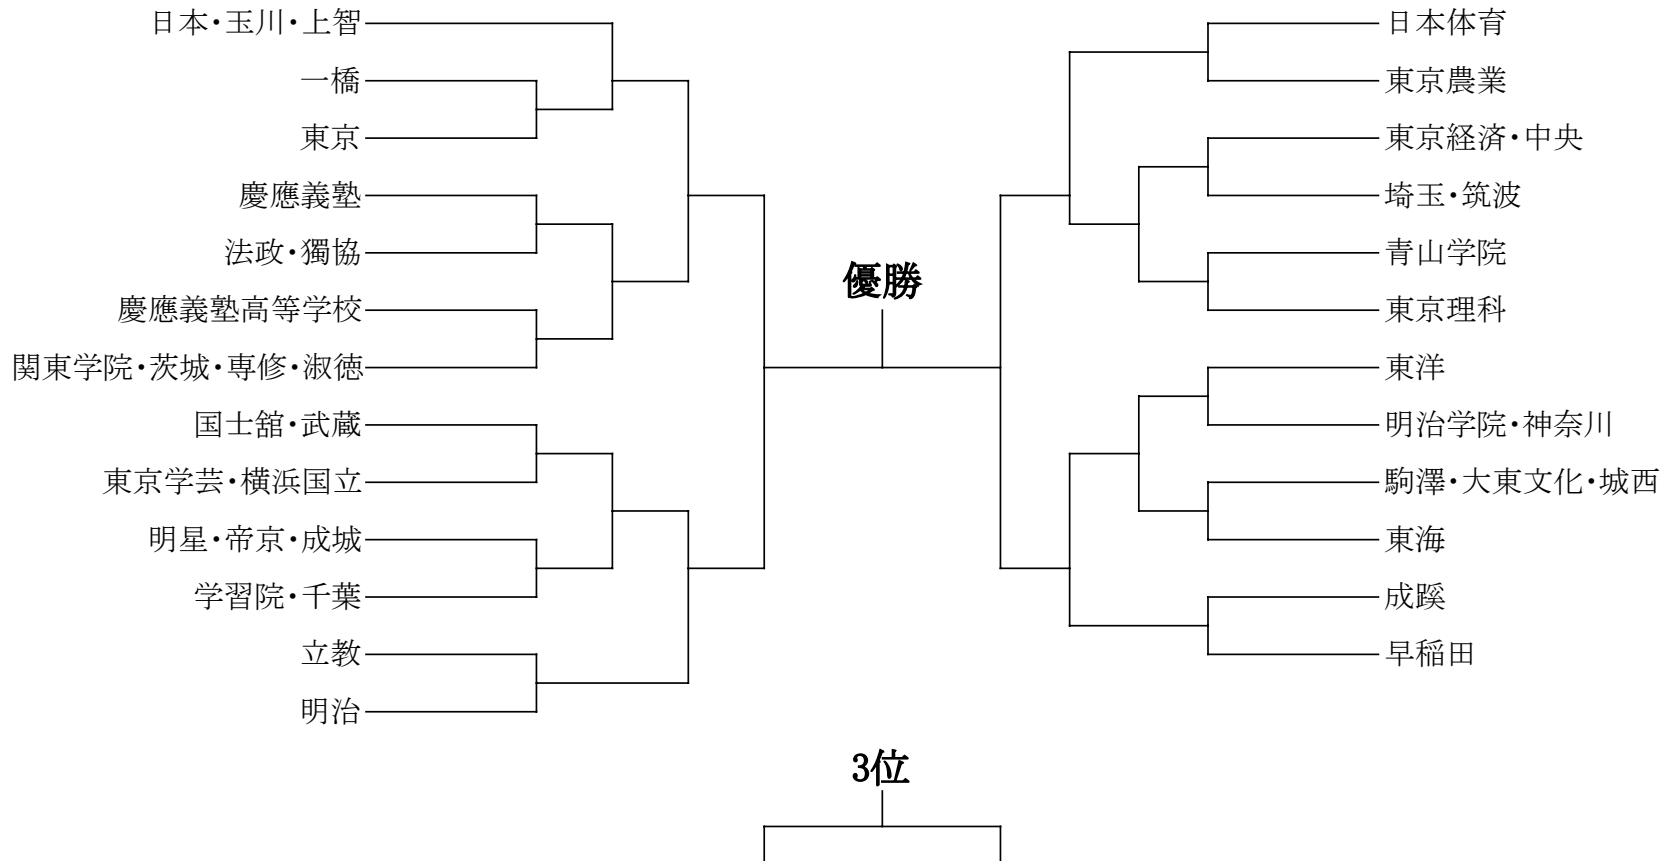 日本・玉川・上智
一橋
東京
慶應義塾
法政・獨協
慶應義塾高等学校
関東学院・茨城・専修・淑徳
国士舘・武蔵
東京学芸・横浜国立
明星・帝京・成城
学習院・千葉
立教
明治
優勝
3位
日本体育
東京農業
東京経済・中央
埼玉・筑波
青山学院
東京理科
東洋
明治学院・神奈川
駒澤・大東文化・城西
東海
成蹊
早稲田